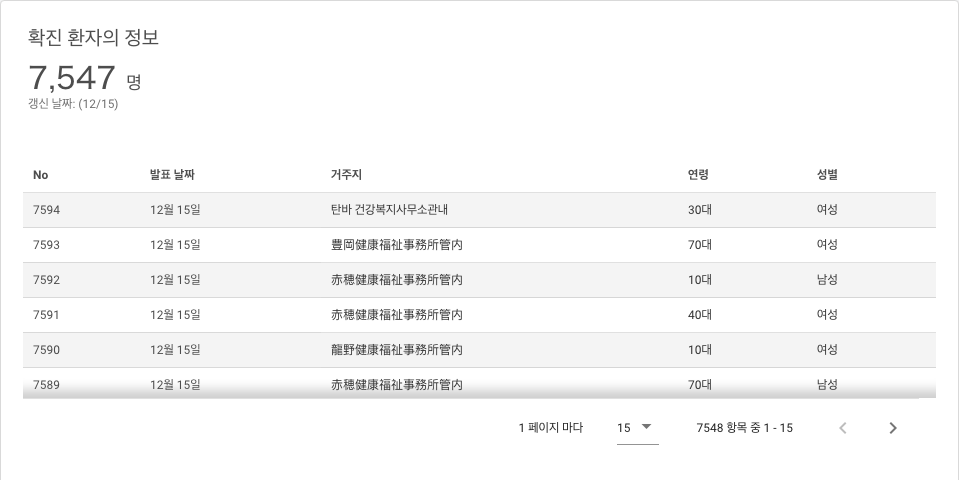 확진 환자의 정보
7,547 명
갱신 날짜: (12/15)
No 발표 날짜 거주지 연령 성별
7594 12월 15일 탄바 건강복지사무소관내 30대 여성
7593 12월 15일 豊岡健康福祉事務所管内 70대 여성
7592 12월 15일 赤穂健康福祉事務所管内 10대 남성
7591 12월 15일 赤穂健康福祉事務所管内 40대 여성
7590 12월 15일 龍野健康福祉事務所管内 10대 여성
7589 12월 15일 赤穂健康福祉事務所管内 70대 남성
1 페이지 마다 15 7548 항목 중 1 - 15